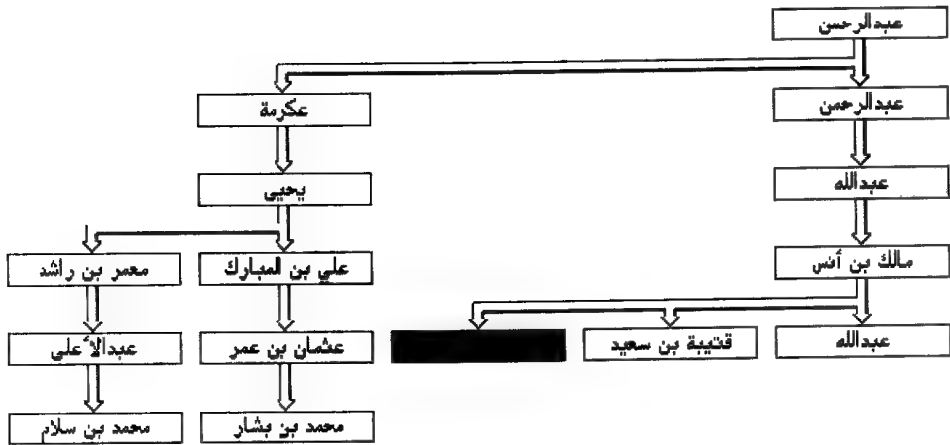 عبدالرحسن
عكرمة
عبدالرحمن
يحيى
عبدالله
معمر بن راشد
علي بن المبارك
مالك بن أنس
عبدالأعلى
عثمان بن عمر
قتيبة بن سعيد
عبدالله
محمد بن سلام
محمد بن بشار